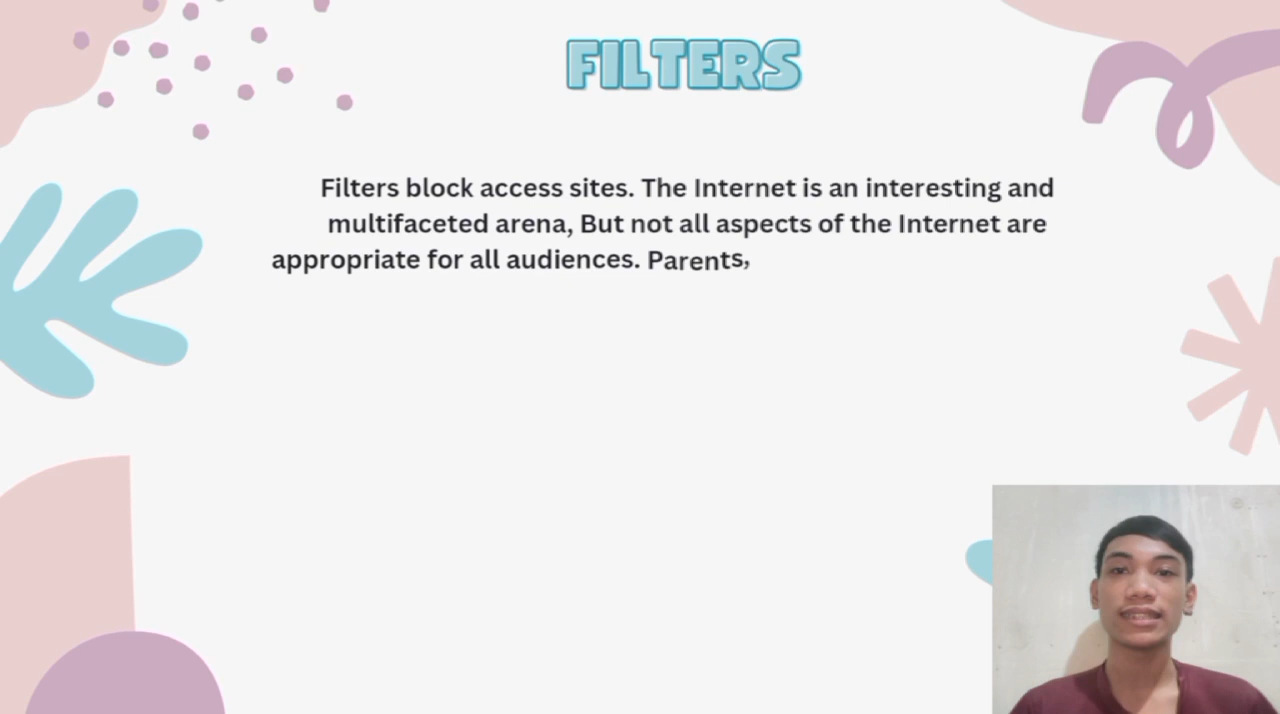 FILTERS
Filters block access sites. The Internet is an interesting and
multifaceted arena, But not all aspects of the Internet are
appropriate for all audiences. Parents,